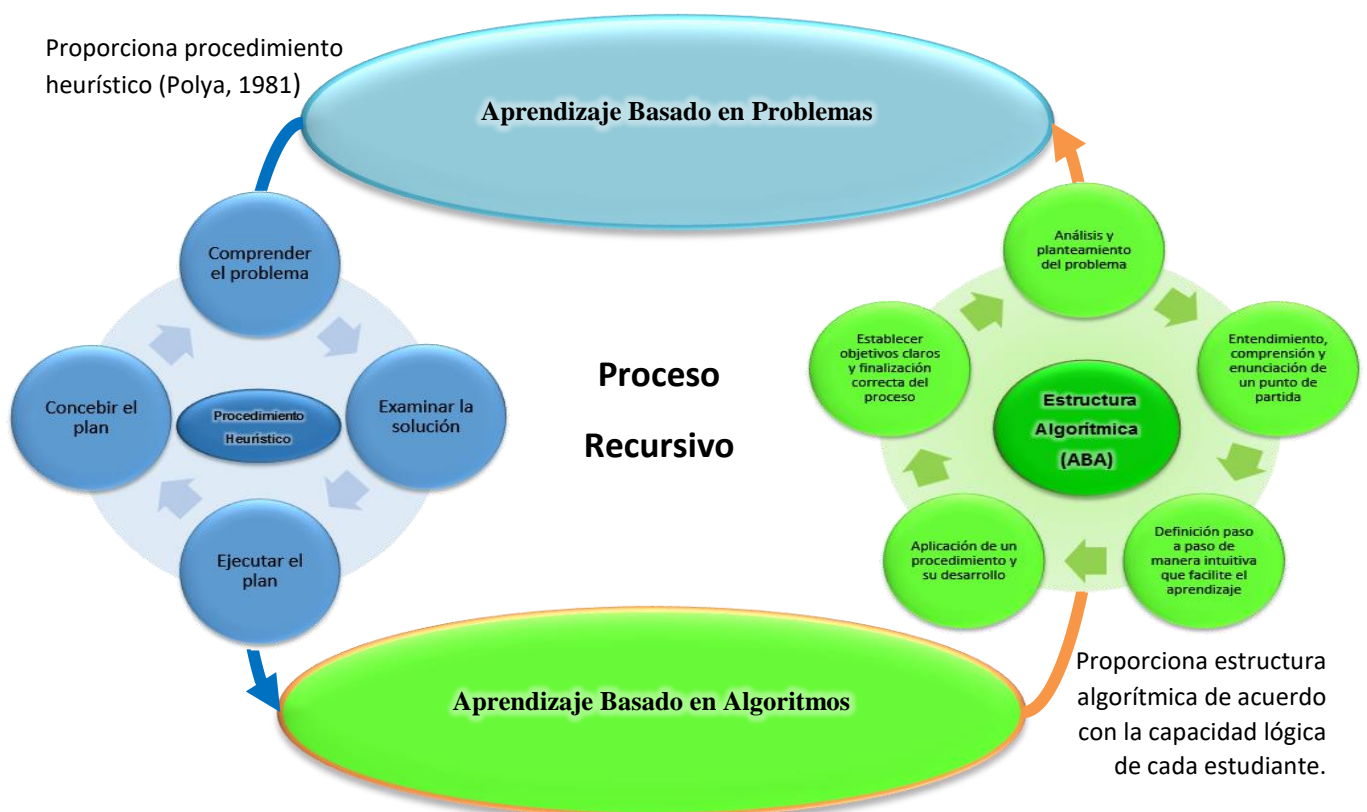 Proporciona procedimiento
heurístico (Polya, 1981)
Aprendizaje Basado en Problemas
Comprender
el problema
Concebir el
plan
Procedimiento
Heurístico
Examinar la
solución
Ejecutar el
plan
Proceso
Recursivo
Análisis y
planteamiento
del problema
Establecer
objetivos claros
y finalización
correcta del
proceso
Entendimiento,
comprensión y
enunciación de
un punto de
partida
Estructura
Algorítmica
(ABA)
Aplicación de un
procedimiento y
su desarrollo
Definición paso
a paso de
manera intuitiva
que facilite el
aprendizaje
Aprendizaje Basado en Algoritmos
Proporciona estructura
algorítmica de acuerdo
con la capacidad lógica
de cada estudiante.